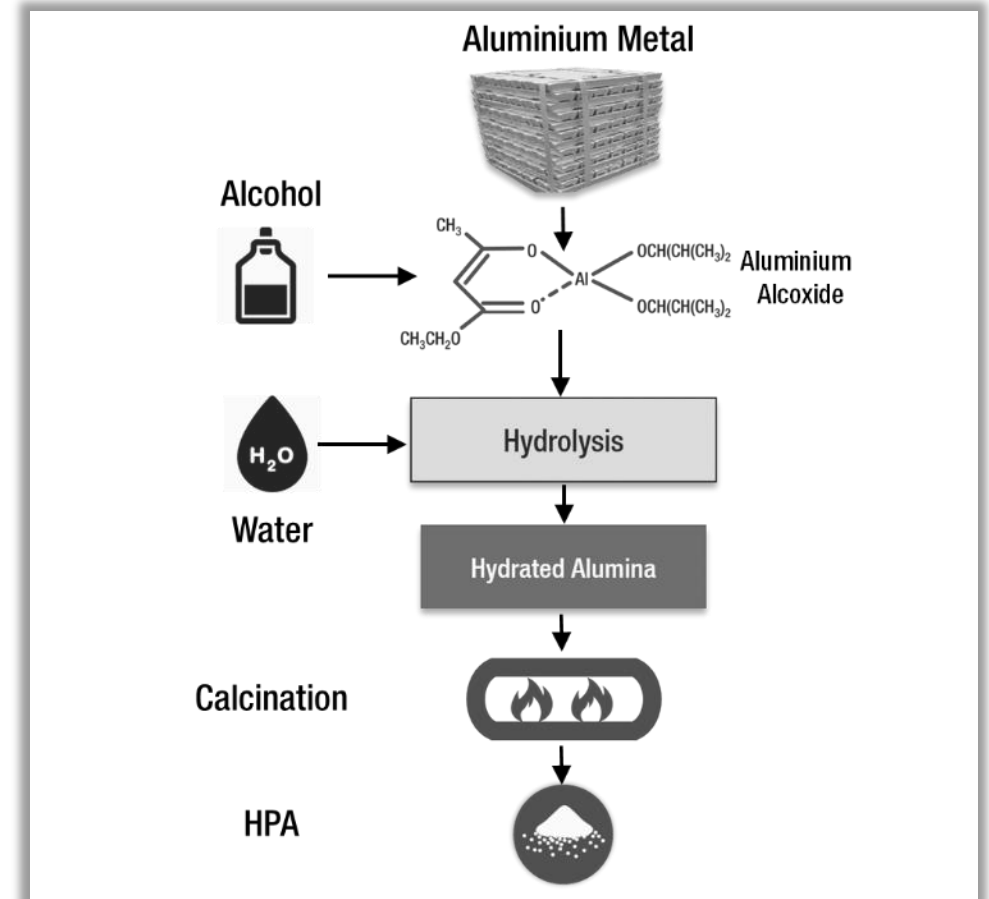 Aluminium Metal
Alcohol
CH₃
O
Al
O
OCH(CH(CH₃)₂
OCH(CH(CH₃)₂
CH₃CH₂O
Aluminium
Alcoxide
H₂O
Water
Hydrolysis
Hydrated Alumina
Calcination
HPA